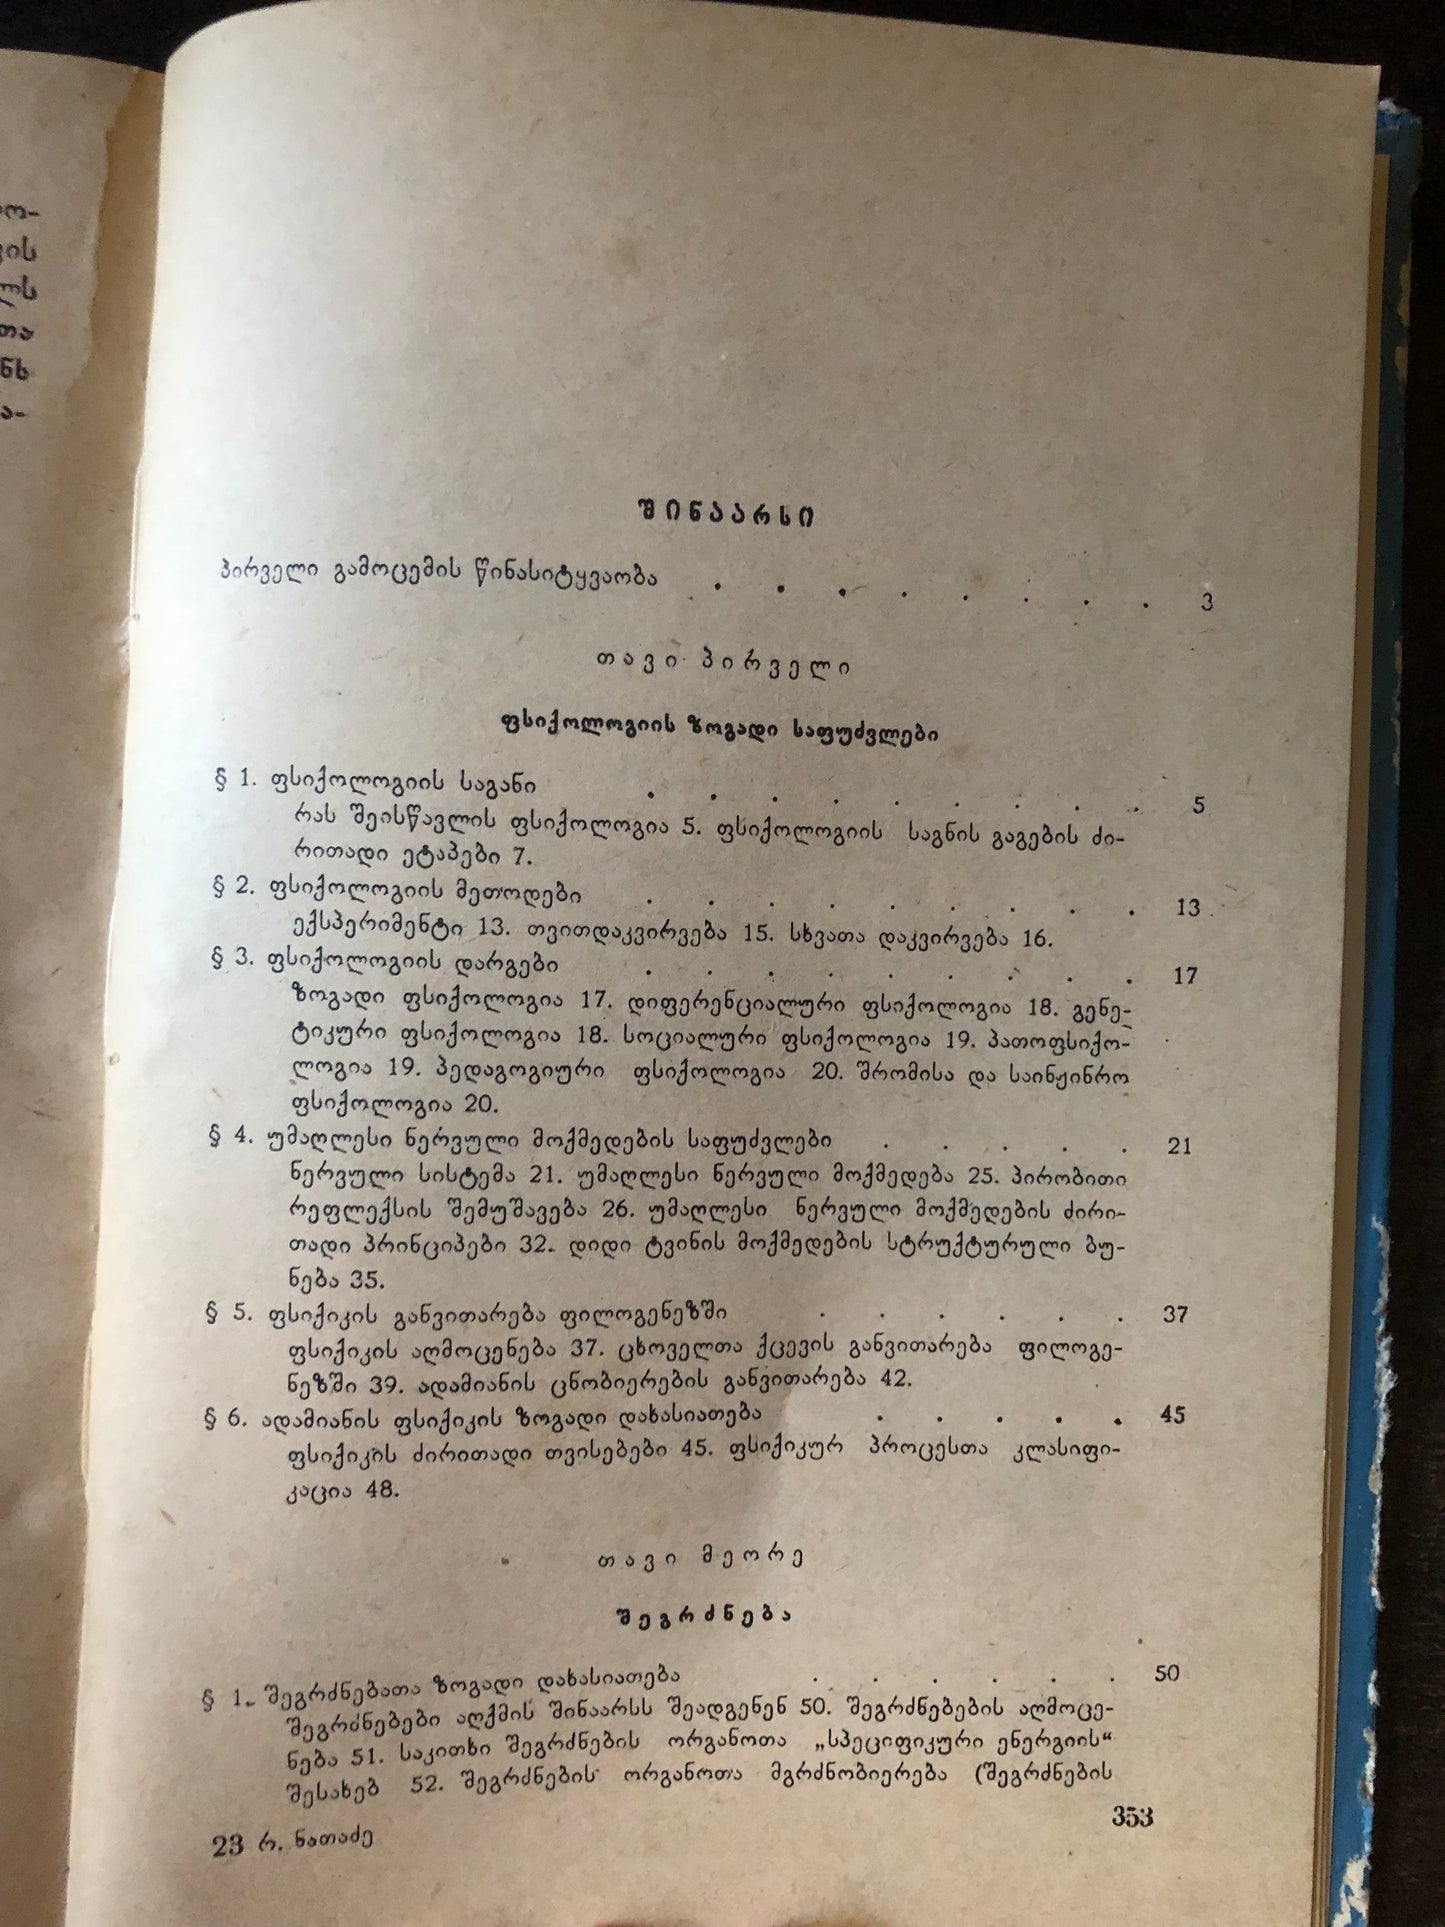 შინაარსი
პირველი გამოცემის წინასიტყვაობა . . . . . . . . 3
თავი პირველი
ფსიქოლოგიის ზოგადი საფუძვლები
§ 1. ფსიქოლოგიის საგანი . . . . . . . . . 5
რას შეისწავლის ფსიქოლოგია 5. ფსიქოლოგიის საგნის გაგების ძი-
რითადი ეტაპები 7.
§ 2. ფსიქოლოგიის მეთოდები . . . . . . . . . 13
ექსპერიმენტი 13. თვითდაკვირვება 15. სხვათა დაკვირვება 16.
§ 3. ფსიქოლოგიის დარგები . . . . . . . . . 17
ზოგადი ფსიქოლოგია 17. დიფერენციალური ფსიქოლოგია 18. გენე-
ტიკური ფსიქოლოგია 18. სოციალური ფსიქოლოგია 19. პათოფსიქო-
ლოგია 19. პედაგოგიური ფსიქოლოგია 20. შრომისა და საინჟინრო
ფსიქოლოგია 20.
§ 4. უმაღლესი ნერვული მოქმედების საფუძვლები . . . . . 21
ნერვული სისტემა 21. უმაღლესი ნერვული მოქმედება 25. პირობითი
რეფლექსის შემუშავება 26. უმაღლესი ნერვული მოქმედების ძირი-
თადი პრინციპები 32. დიდი ტვინის მოქმედების სტრუქტურული ბუ-
ნება 35.
§ 5. ფსიქიკის განვითარება ფილოგენეზში . . . . . . 37
ფსიქიკის აღმოცენება 37. ცხოველთა ქცევის განვითარება ფილოგე-
ნეზში 39. ადამიანის ცნობიერების განვითარება 42.
§ 6. ადამიანის ფსიქიკის ზოგადი დახასიათება . . . . . 45
ფსიქიკის ძირითადი თვისებები 45. ფსიქიკურ პროცესთა კლასიფი-
კაცია 48.
თავი მეორე
შეგრძნება
§ 1. შეგრძნებათა ზოგადი დახასიათება . . . . . . 50
შეგრძნებები აღქმის შინაარსს შეადგენენ 50. შეგრძნებების აღმოცე-
ნება 51. საკითხი შეგრძნების ორგანოთა „სპეციფიკური ენერგიის“
შესახებ 52. შეგრძნების ორგანოთა მგრძნობიერება (შეგრძნების
353
23 რ. ნათაძე